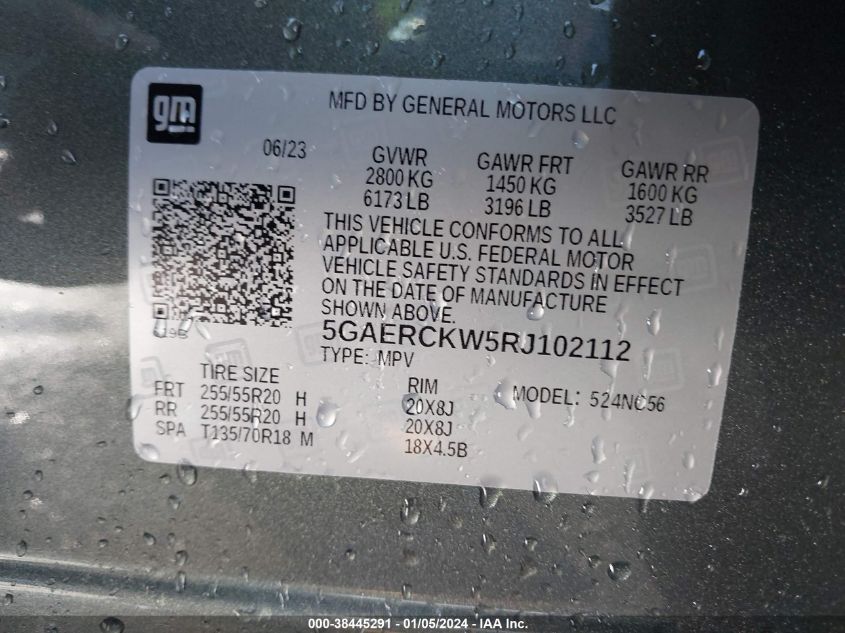 gm
MFD BY GENERAL MOTORS LLC
06/23
GVWR GAWR FRT GAWR RR
2800 KG 1450 KG 1600 KG
6173 LB 3196 LB 3527 LB
THIS VEHICLE CONFORMS TO ALL
APPLICABLE U.S. FEDERAL MOTOR
VEHICLE SAFETY STANDARDS IN EFFECT
ON THE DATE OF MANUFACTURE
SHOWN ABOVE.
5GAERCKW5RJ102112
TYPE: MPV
TIRE SIZE RIM MODEL: 524NC56
FRT 255/55R20 H 20X8J
RR 255/55R20 H 20X8J
SPA T135/70R18 M 18X4.5B
000-38445291 - 01/05/2024 - IAAI.com